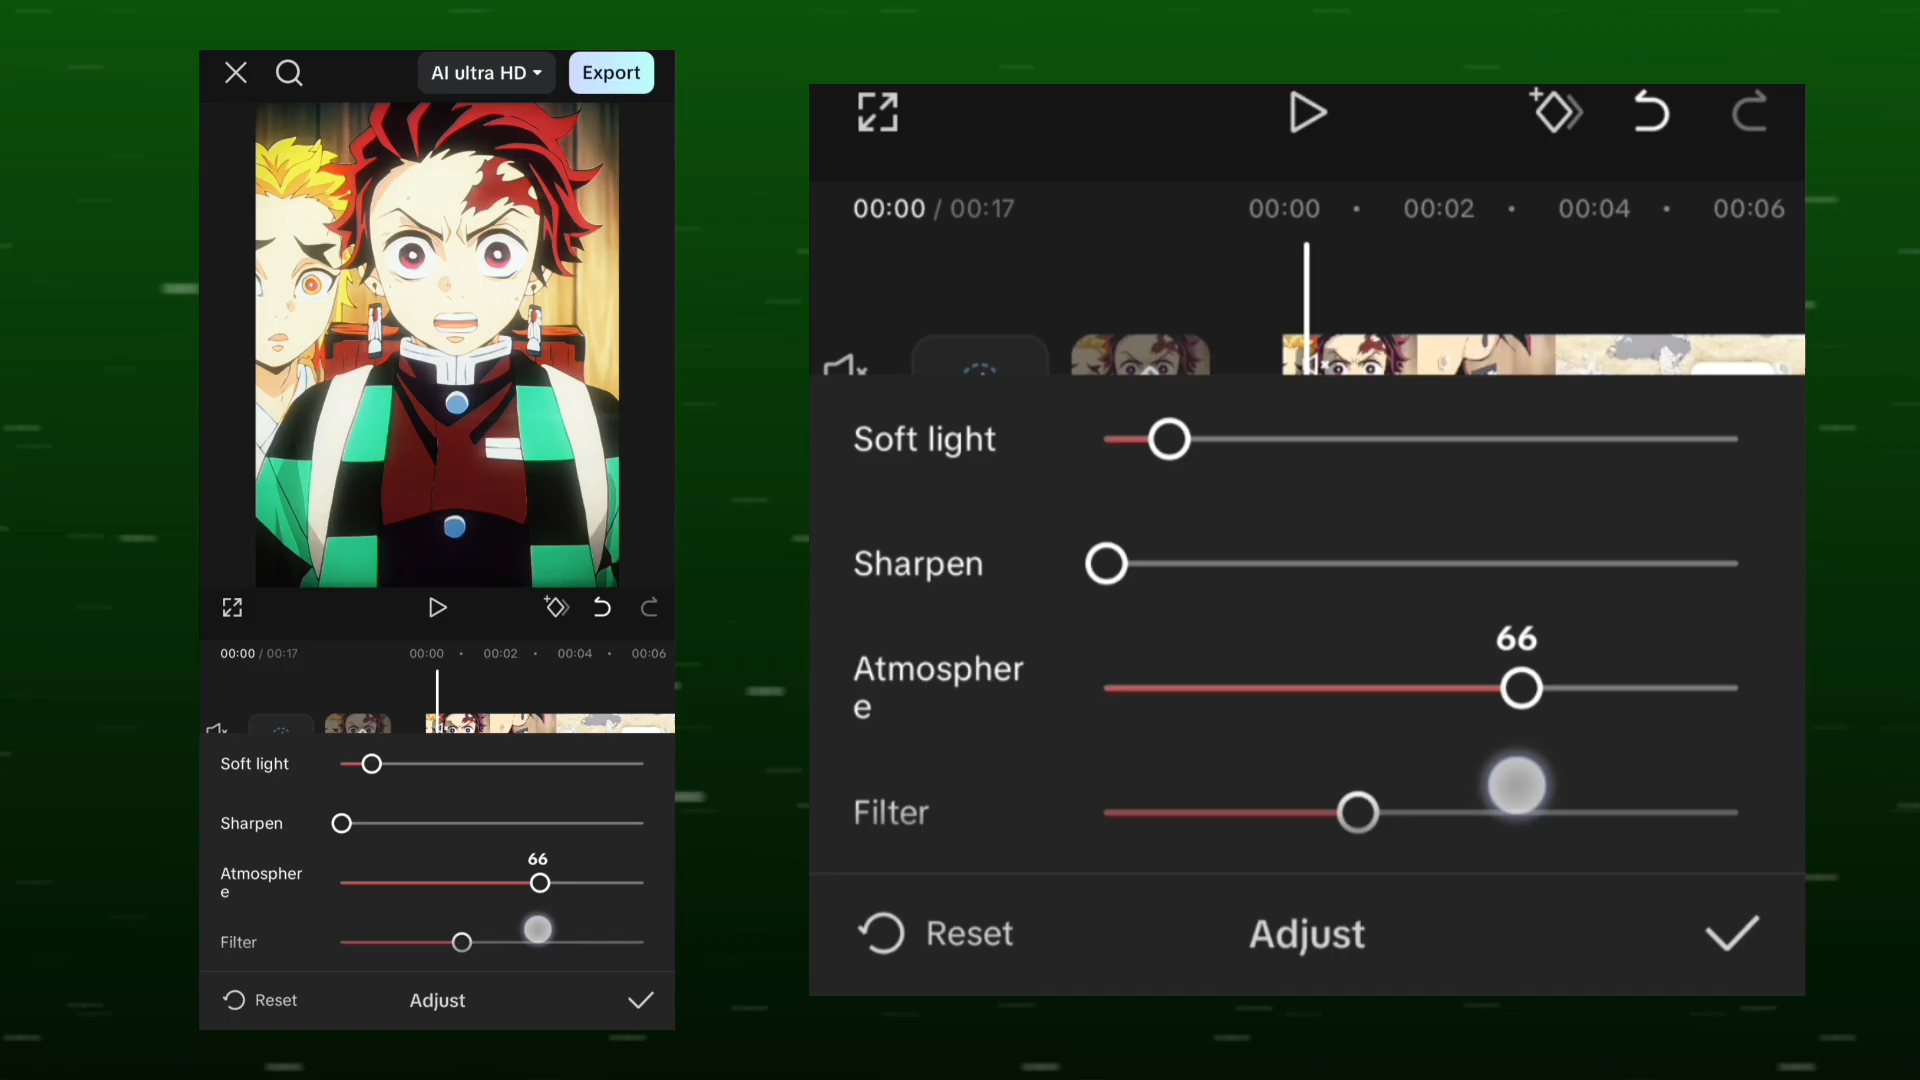 AI ultra HD Export
00:00 / 00:17 00:00 00:02 00:04 00:06
Soft light
Sharpen
66
Atmospher
e
Filter
Reset Adjust
00:00 / 00:17 00:00 00:02 00:04 00:06
Soft light
Sharpen
66
Atmospher
e
Filter
Reset Adjust